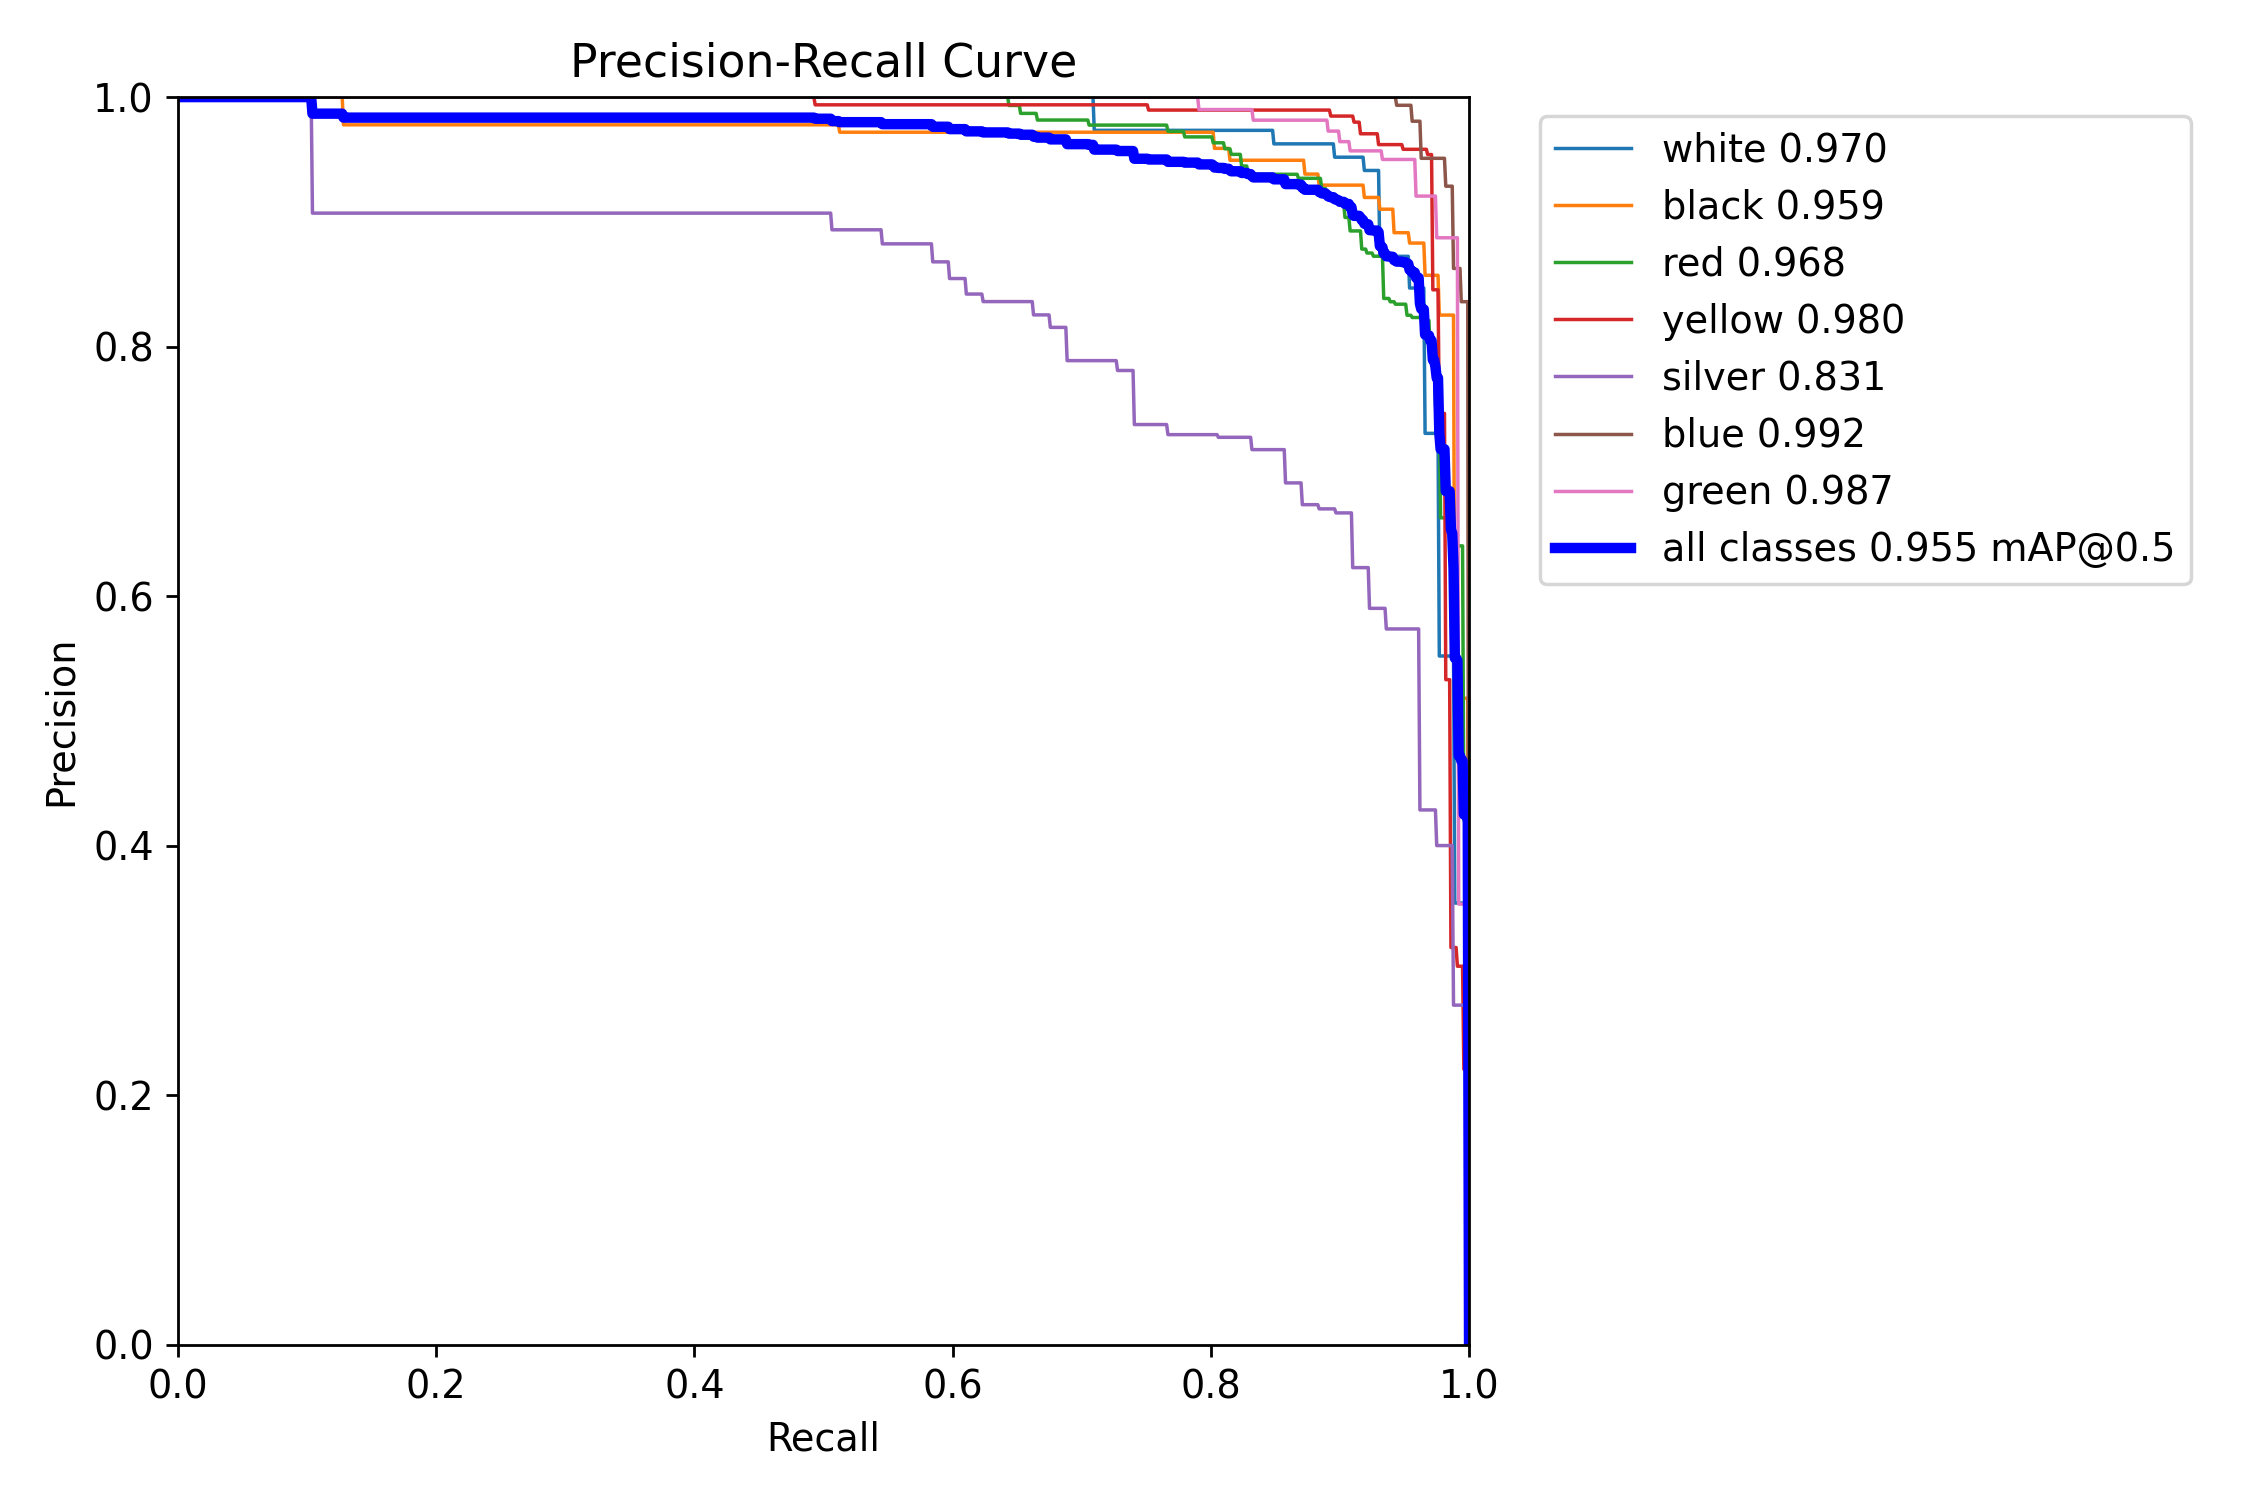 Precision-Recall Curve
1.0
0.8
0.6
0.4
0.2
0.0
Precision
0.0 0.2 0.4 0.6 0.8 1.0
Recall
white 0.970
black 0.959
red 0.968
yellow 0.980
silver 0.831
blue 0.992
green 0.987
all classes 0.955 mAP@0.5